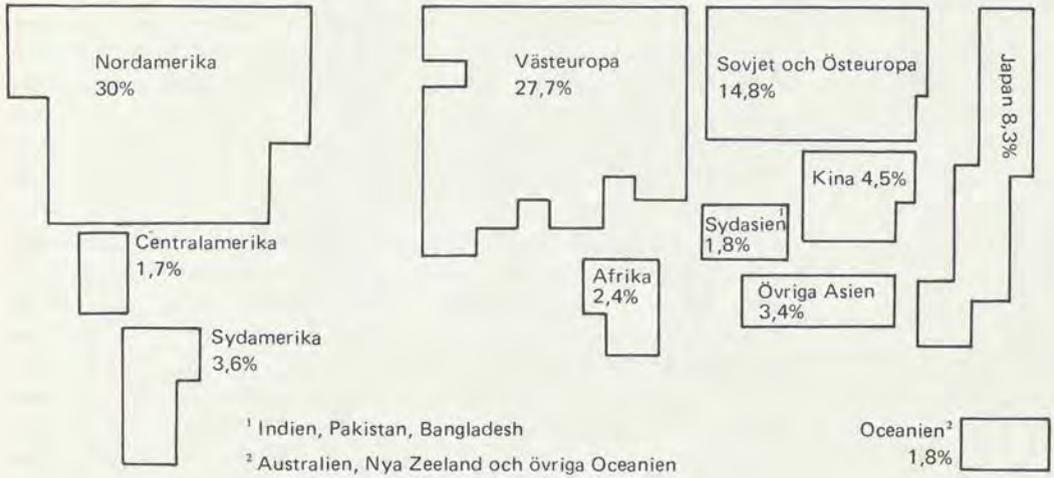 Nordamerika
30%
Västeuropa
27,7%
Sovjet och Östeuropa
14,8%
Japan 8,3%
Kina 4,5%
Sydasien¹
1,8%
Centralamerika
1,7%
Afrika
2,4%
Övriga Asien
3,4%
Sydamerika
3,6%
¹ Indien, Pakistan, Bangladesh
² Australien, Nya Zeeland och övriga Oceanien
Oceanien²
1,8%